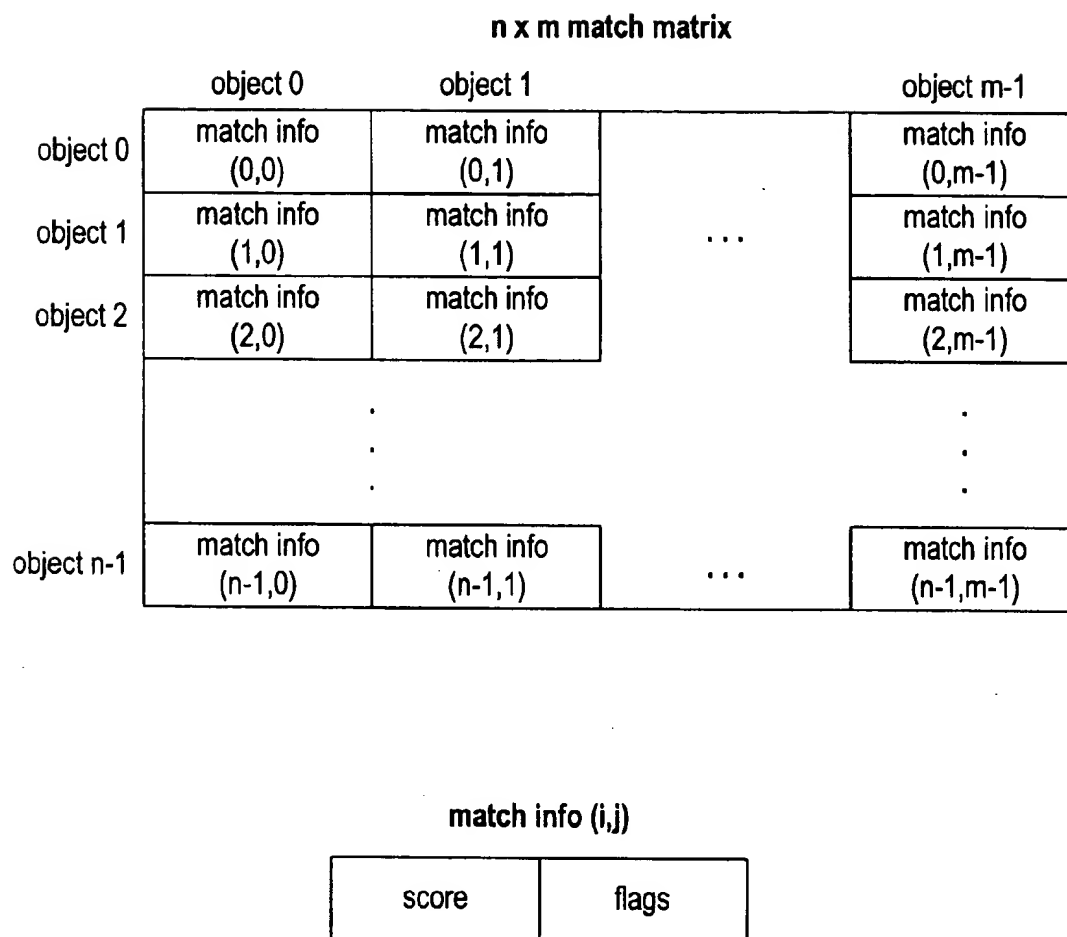 n x m match matrix
object 0 object 1 object m-1
object 0 match info (0,0) match info (0,1) match info (0,m-1)
object 1 match info (1,0) match info (1,1) ... match info (1,m-1)
object 2 match info (2,0) match info (2,1) match info (2,m-1)
. . .
. . .
object n-1 match info (n-1,0) match info (n-1,1) ... match info (n-1,m-1)
match info (i,j)
score flags